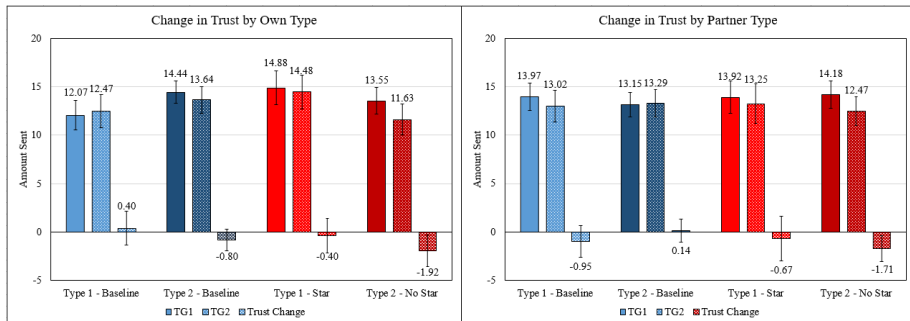 Change in Trust by Own Type
20
15
10
5
0
-5
Amount Sent
12.07 12.47 0.40
14.44 13.64 -0.80
14.88 14.48 -0.40
13.55 11.63 -1.92
Type 1 - Baseline Type 2 - Baseline Type 1 - Star Type 2 - No Star
TG1 TG2 Trust Change
Change in Trust by Partner Type
20
15
10
5
0
-5
Amount Sent
13.97 13.02 -0.95
13.15 13.29 0.14
13.92 13.25 -0.67
14.18 12.47 -1.71
Type 1 - Baseline Type 2 - Baseline Type 1 - Star Type 2 - No Star
TG1 TG2 Trust Change